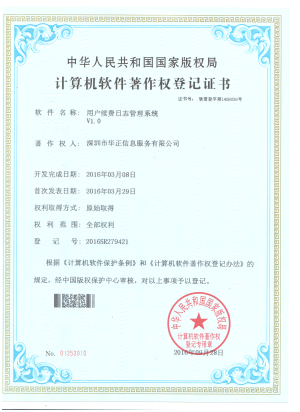 中华人民共和国国家版权局
计算机软件著作权登记证书
证书号: 软著登字第1458038号
软件名称: 用户缓费日志管理系统
V1.0
著作权人: 深圳市华正信息服务有限公司
开发完成日期: 2016年03月08日
首次发表日期: 2016年03月29日
权利取得方式: 原始取得
权利范围: 全部权利
登记号: 2016SR279421
根据《计算机软件保护条例》和《计算机软件著作权登记办法》的
规定,经中国版权保护中心审核,对以上事项予以登记。
中华人民共和国国家版权局
计算机软件著作权
登记专用章
No. 01253010
2016年09月28日